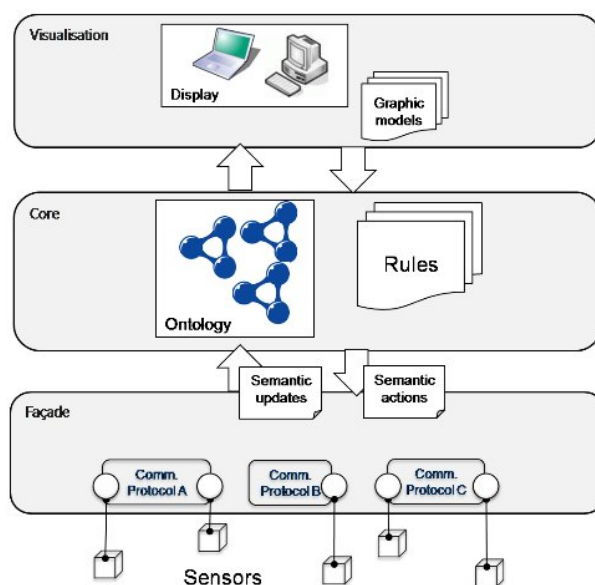 Visualisation
Display
Graphic
models
Core
Ontology
Rules
Semantic
updates
Semantic
actions
Façade
Comm.
Protocol A
Comm.
Protocol B
Comm.
Protocol C
Sensors